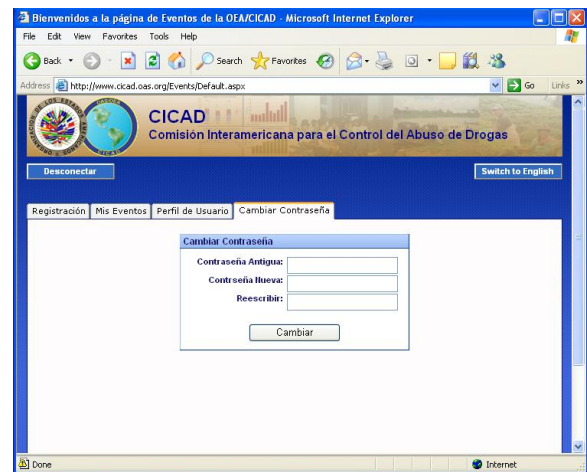 Bienvenidos a la página de Eventos de la OEA/CICAD - Microsoft Internet Explorer
File Edit View Favorites Tools Help
Back Search Favorites
Address http://www.cicad.oas.org/Events/Default.aspx Go Links »
CICAD
Comisión Interamericana para el Control del Abuso de Drogas
Desconectar Switch to English
Registración Mis Eventos Perfil de Usuario Cambiar Contraseña
Cambiar Contraseña
Contraseña Antigua:
Contrseña Nueva:
Reescribir:
Cambiar
Done Internet